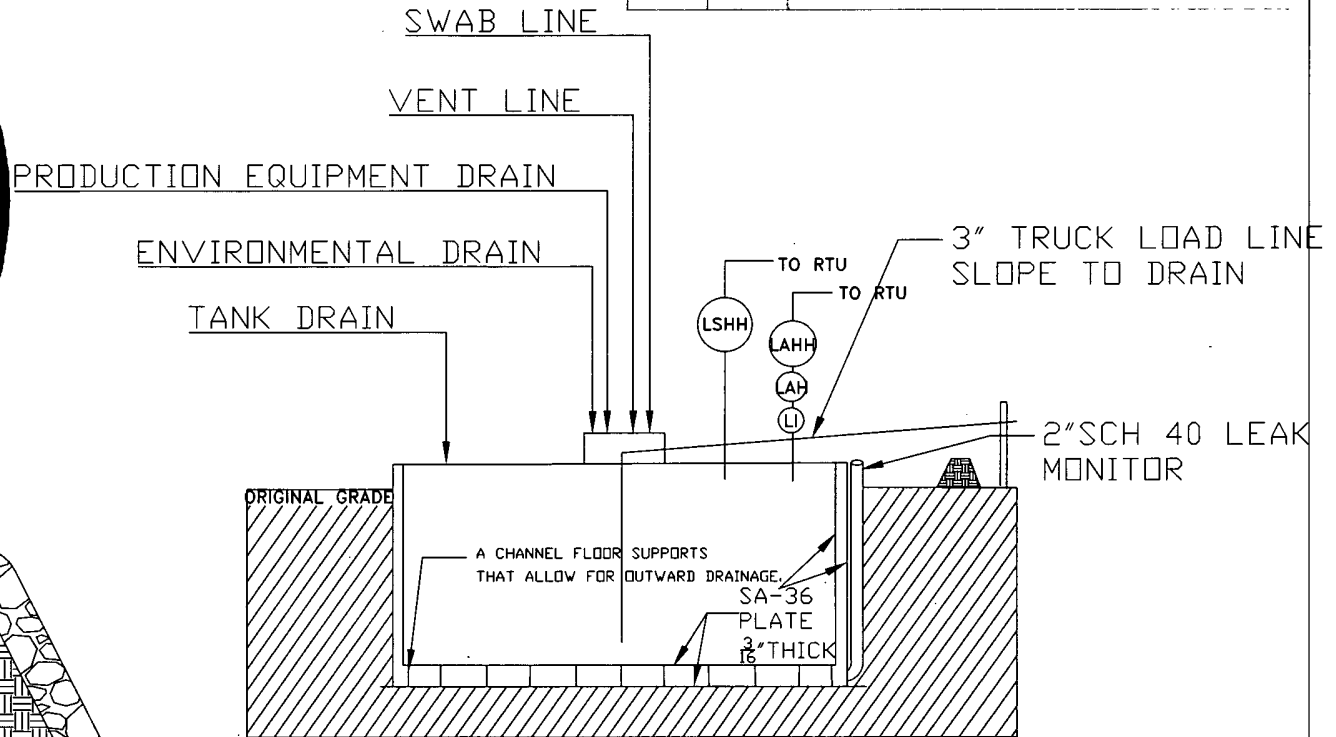 SWAB LINE
VENT LINE
PRODUCTION EQUIPMENT DRAIN
ENVIRONMENTAL DRAIN
TANK DRAIN
TO RTU
TO RTU
3" TRUCK LOAD LINE
SLOPE TO DRAIN
LSHH
LAHH
LAH
LI
2"SCH 40 LEAK
MONITOR
ORIGINAL GRADE
A CHANNEL FLOOR SUPPORTS
THAT ALLOW FOR OUTWARD DRAINAGE.
SA-36
PLATE
3/16"THICK